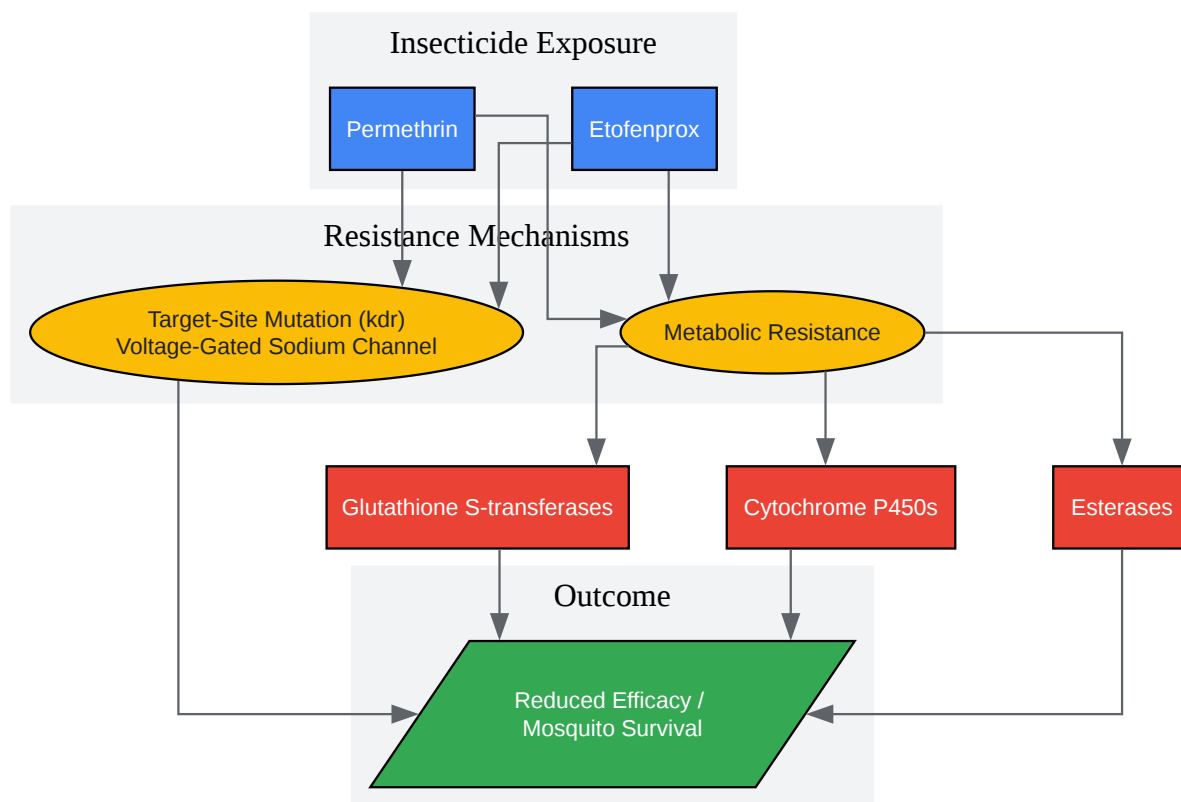 Insecticide Exposure
Permethrin
Etofenprox
Resistance Mechanisms
Target-Site Mutation (kdr)
Voltage-Gated Sodium Channel
Metabolic Resistance
Glutathione S-transferases
Cytochrome P450s
Esterases
Outcome
Reduced Efficacy /
Mosquito Survival